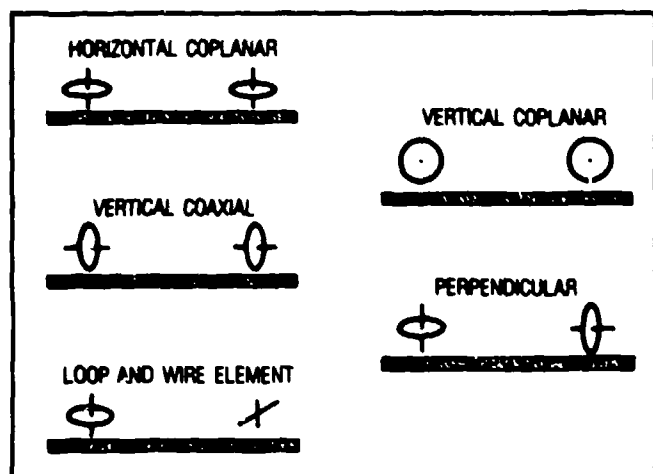 HORIZONTAL COPLANAR
VERTICAL COAXIAL
LOOP AND WIRE ELEMENT
VERTICAL COPLANAR
PERPENDICULAR